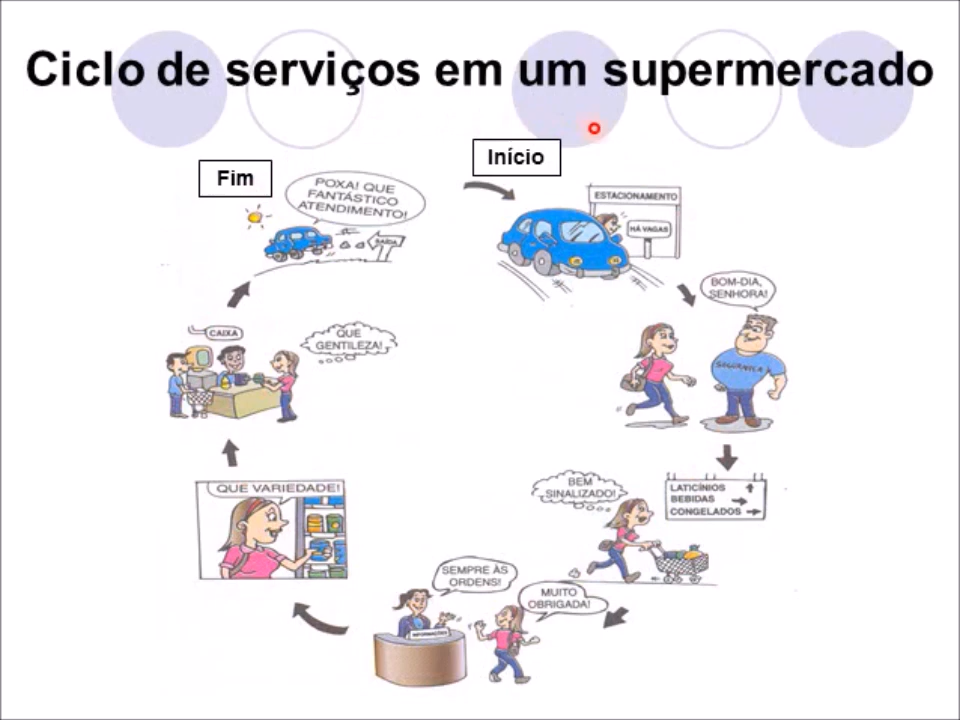 Ciclo de serviços em um supermercado
Início
ESTACIONAMENTO
HÁ VAGAS
BOM-DIA,
SENHORA!
SEGURANÇA
LATICÍNIOS
BEBIDAS
CONGELADOS
BEM
SINALIZADO!
SEMPRE ÀS
ORDENS!
MUITO
OBRIGADA!
INFORMAÇÕES
QUE VARIEDADE!
CAIXA
QUE
GENTILEZA!
Fim
POXA! QUE
FANTÁSTICO
ATENDIMENTO!
SAÍDA